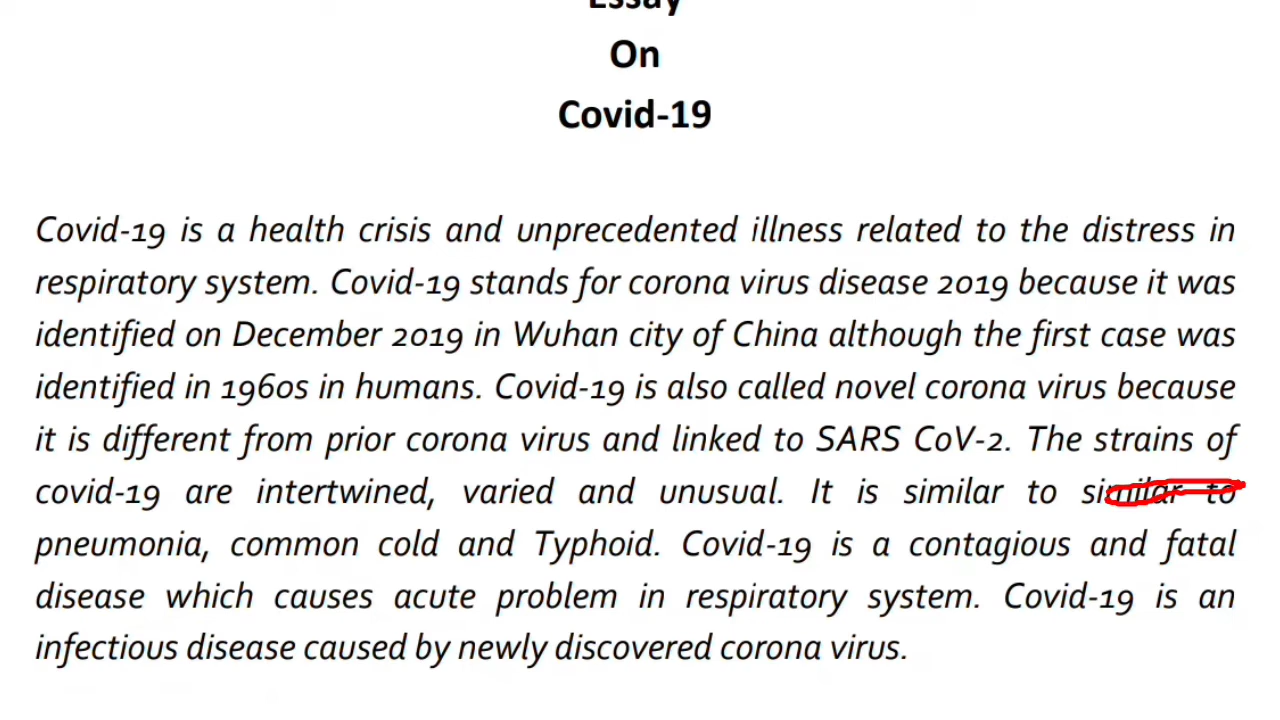 Essay
On
Covid-19
Covid-19 is a health crisis and unprecedented illness related to the distress in
respiratory system. Covid-19 stands for corona virus disease 2019 because it was
identified on December 2019 in Wuhan city of China although the first case was
identified in 1960s in humans. Covid-19 is also called novel corona virus because
it is different from prior corona virus and linked to SARS CoV-2. The strains of
covid-19 are intertwined, varied and unusual. It is similar to similar to
pneumonia, common cold and Typhoid. Covid-19 is a contagious and fatal
disease which causes acute problem in respiratory system. Covid-19 is an
infectious disease caused by newly discovered corona virus.